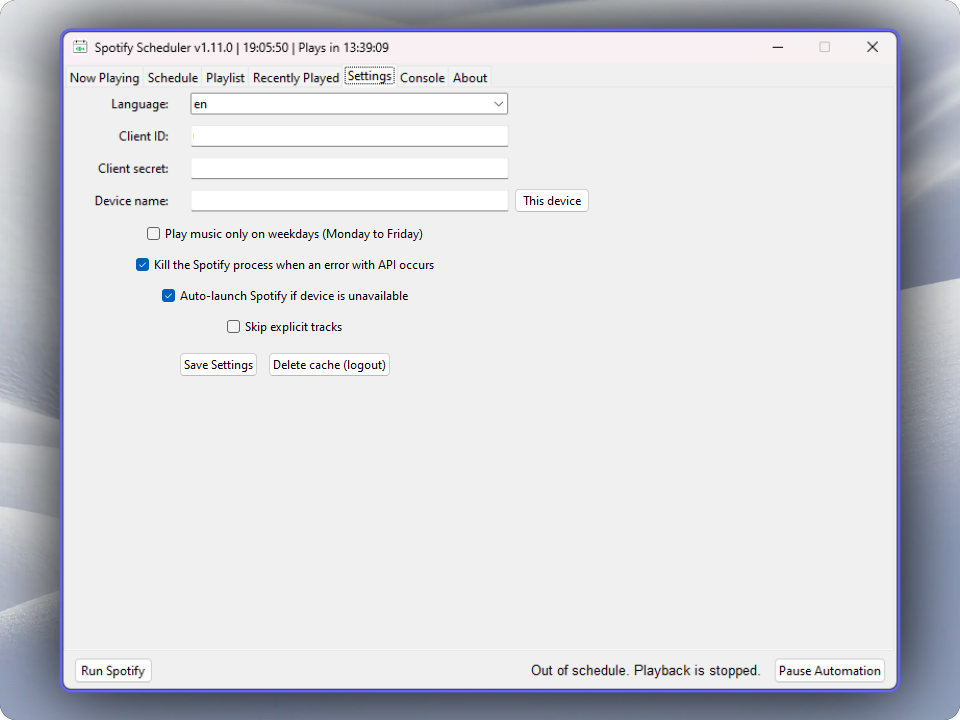 Spotify Scheduler v1.11.0 | 19:05:50 | Plays in 13:39:09
Now Playing Schedule Playlist Recently Played Settings Console About
Language: en
Client ID:
Client secret:
Device name: This device
Play music only on weekdays (Monday to Friday)
Kill the Spotify process when an error with API occurs
Auto-launch Spotify if device is unavailable
Skip explicit tracks
Save Settings Delete cache (logout)
Run Spotify Out of schedule. Playback is stopped. Pause Automation